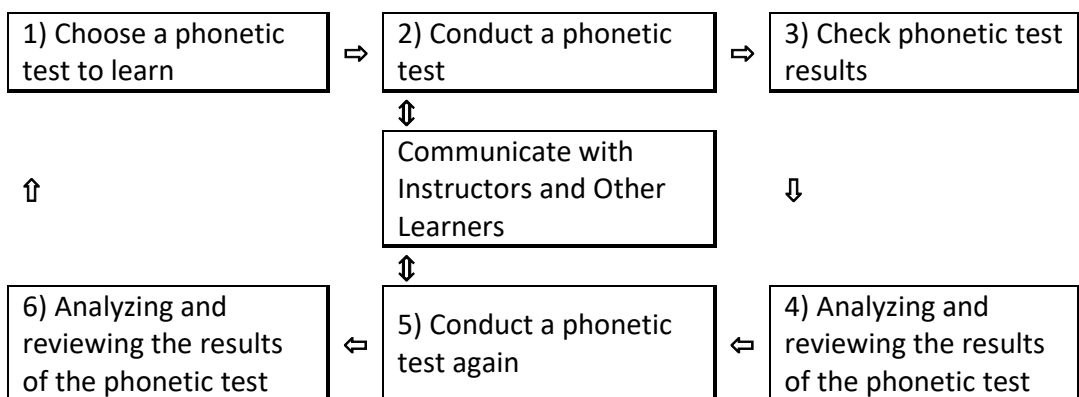 1) Choose a phonetic
test to learn
⇨
2) Conduct a phonetic
test
⇨
3) Check phonetic test
results
⇕
Communicate with
Instructors and Other
Learners
⇧
⇩
⇕
6) Analyzing and
reviewing the results
of the phonetic test
⇦
5) Conduct a phonetic
test again
⇦
4) Analyzing and
reviewing the results
of the phonetic test